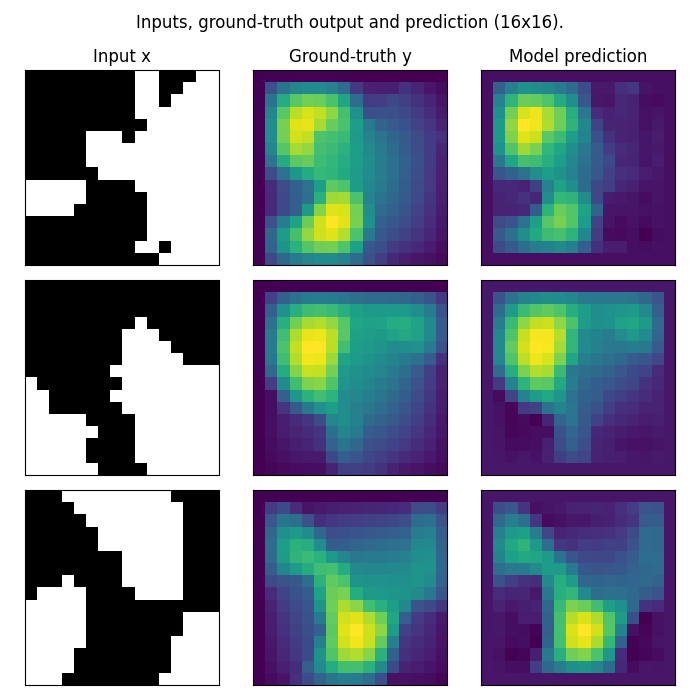 Inputs, ground-truth output and prediction (16x16).
Input x
Ground-truth y
Model prediction